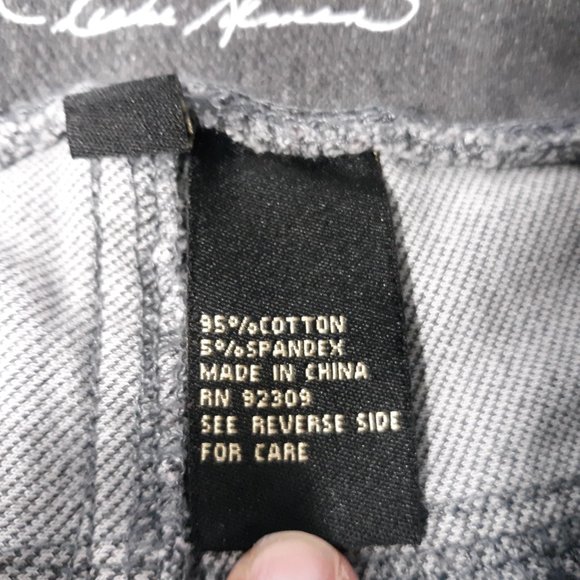 95%COTTON
5%SPANDEX
MADE IN CHINA
RN 92309
SEE REVERSE SIDE
FOR CARE